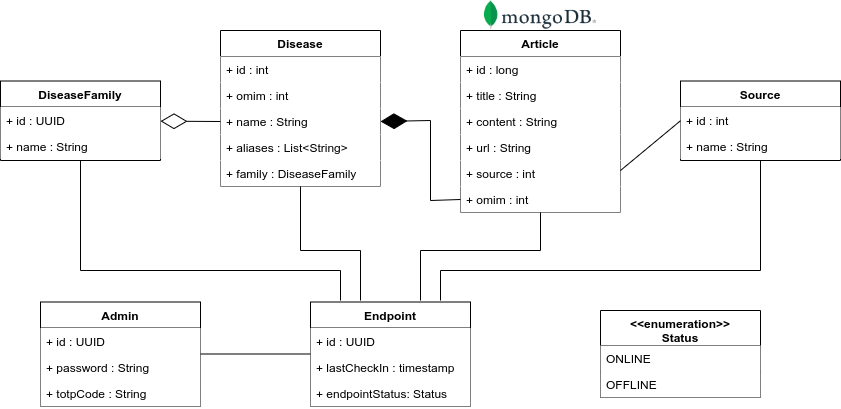 mongoDB.
Disease
+ id : int
+ omim : int
+ name : String
+ aliases : List<String>
+ family : DiseaseFamily
Article
+ id : long
+ title : String
+ content : String
+ url : String
+ source : int
+ omim : int
DiseaseFamily
+ id : UUID
+ name : String
Source
+ id : int
+ name : String
Admin
+ id : UUID
+ password : String
+ totpCode : String
Endpoint
+ id : UUID
+ lastCheckIn : timestamp
+ endpointStatus: Status
<<enumeration>>
Status
ONLINE
OFFLINE